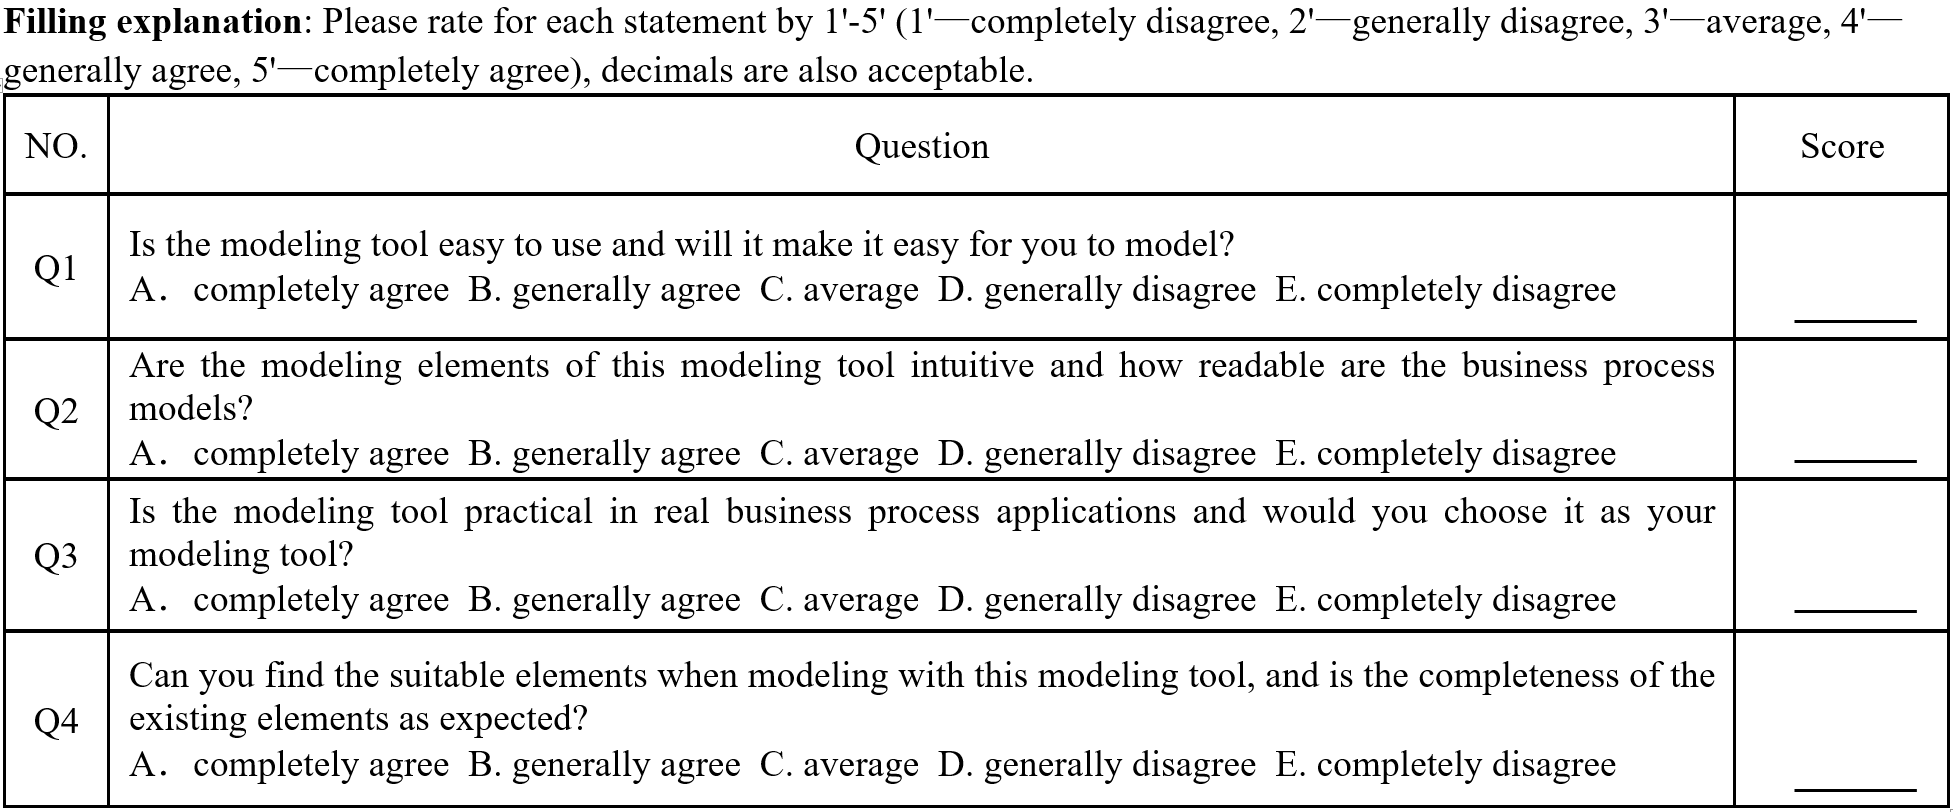 Filling explanation: Please rate for each statement by 1'-5' (1'—completely disagree, 2'—generally disagree, 3'—average, 4'—
generally agree, 5'—completely agree), decimals are also acceptable.
NO. Question Score
Q1
Is the modeling tool easy to use and will it make it easy for you to model?
A. completely agree B. generally agree C. average D. generally disagree E. completely disagree
Q2
Are the modeling elements of this modeling tool intuitive and how readable are the business process
models?
A. completely agree B. generally agree C. average D. generally disagree E. completely disagree
Q3
Is the modeling tool practical in real business process applications and would you choose it as your
modeling tool?
A. completely agree B. generally agree C. average D. generally disagree E. completely disagree
Q4
Can you find the suitable elements when modeling with this modeling tool, and is the completeness of the
existing elements as expected?
A. completely agree B. generally agree C. average D. generally disagree E. completely disagree